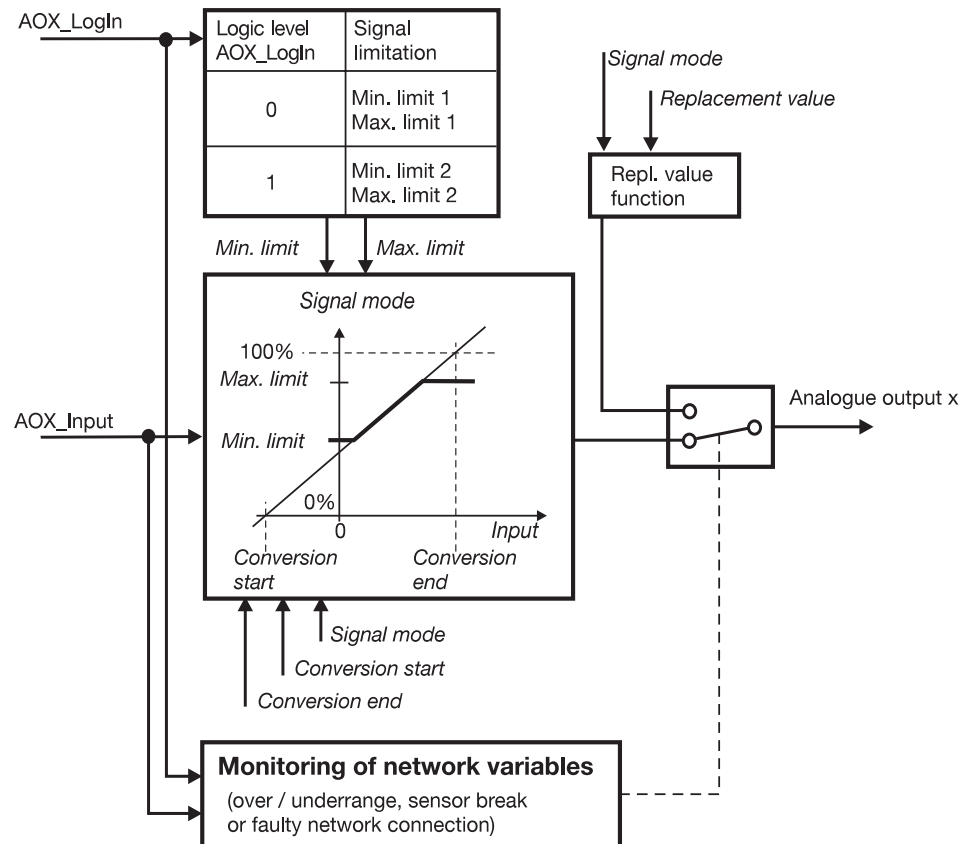 AOX_LogIn
Logic level
AOX_LogIn
Signal
limitation
0
Min. limit 1
Max. limit 1
1
Min. limit 2
Max. limit 2
Signal mode
Replacement value
Repl. value
function
Min. limit
Max. limit
Signal mode
100%
Max. limit
AOX_Input
Min. limit
0%
0
Input
Conversion
start
Conversion
end
Analogue output x
Signal mode
Conversion start
Conversion end
Monitoring of network variables
(over / underrange, sensor break
or faulty network connection)